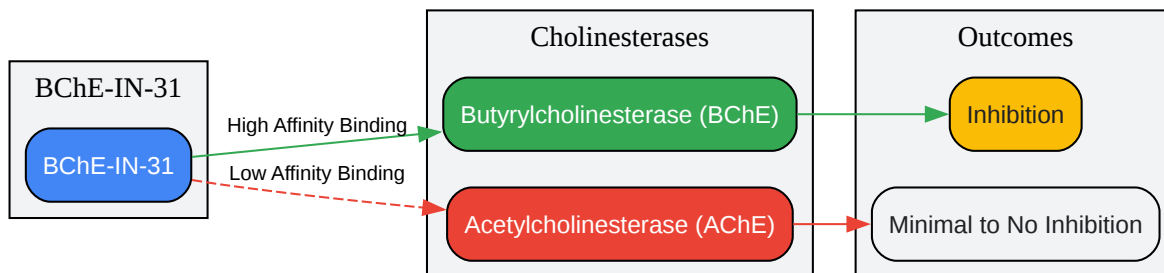 BChE-IN-31
BChE-IN-31
High Affinity Binding
Low Affinity Binding
Cholinesterases
Butyrylcholinesterase (BChE)
Acetylcholinesterase (AChE)
Outcomes
Inhibition
Minimal to No Inhibition